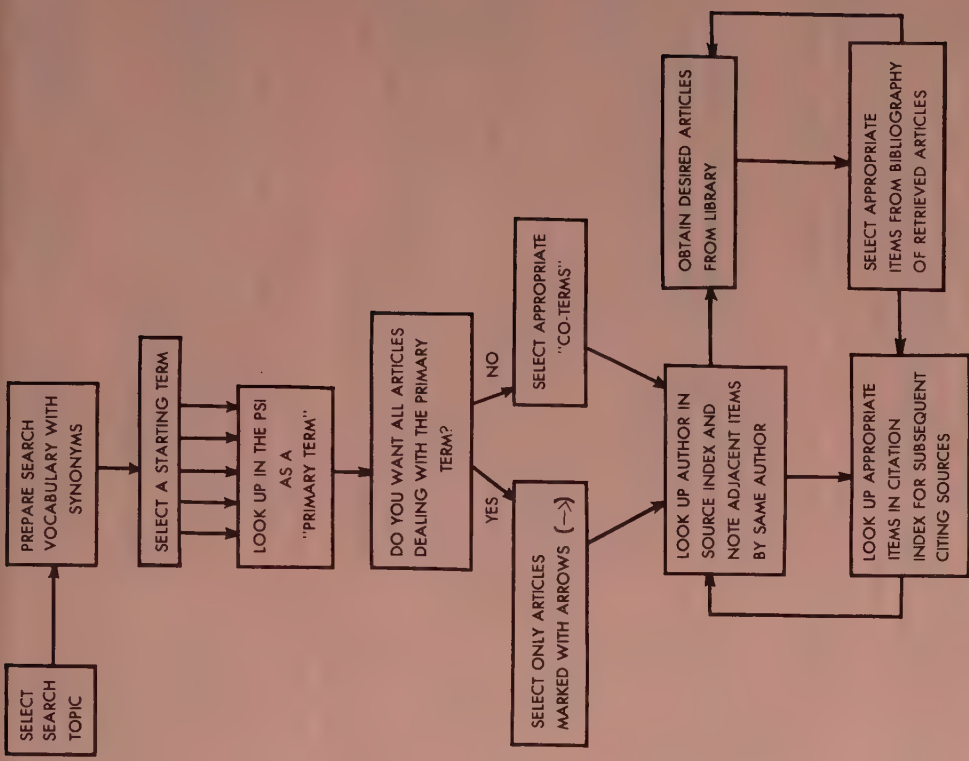 SELECT
SEARCH
TOPIC
PREPARE SEARCH
VOCABULARY WITH
SYNONYMS
SELECT A STARTING TERM
LOOK UP IN THE PSI
AS A
"PRIMARY TERM"
DO YOU WANT ALL ARTICLES
DEALING WITH THE PRIMARY
TERM?
YES
NO
SELECT ONLY ARTICLES
MARKED WITH ARROWS (→)
SELECT APPROPRIATE
"CO-TERMS"
LOOK UP AUTHOR IN
SOURCE INDEX AND
NOTE ADJACENT ITEMS
BY SAME AUTHOR
OBTAIN DESIRED ARTICLES
FROM LIBRARY
LOOK UP APPROPRIATE
ITEMS IN CITATION
INDEX FOR SUBSEQUENT
CITING SOURCES
SELECT APPROPRIATE
ITEMS FROM BIBLIOGRAPHY
OF RETRIEVED ARTICLES